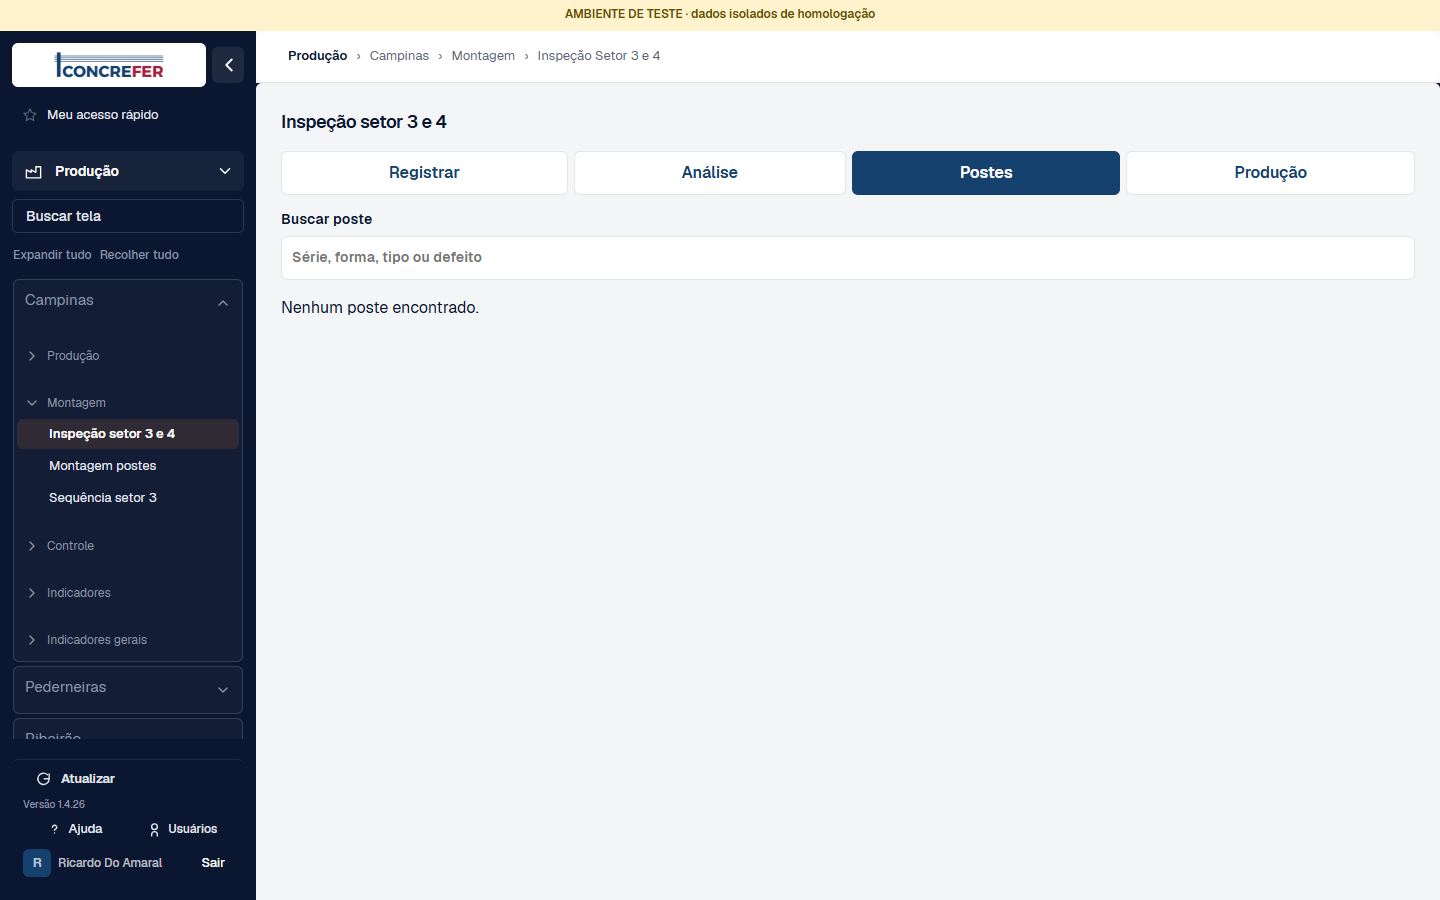 AMBIENTE DE TESTE · dados isolados de homologação
CONCREFER
Meu acesso rápido
Produção
Buscar tela
Expandir tudo Recolher tudo
Campinas
Produção
Montagem
Inspeção setor 3 e 4
Montagem postes
Sequência setor 3
Controle
Indicadores
Indicadores gerais
Pederneiras
Ribeirão
Atualizar
Versão 1.4.26
? Ajuda Usuários
R Ricardo Do Amaral Sair
Produção › Campinas › Montagem › Inspeção Setor 3 e 4
Inspeção setor 3 e 4
Registrar Análise Postes Produção
Buscar poste
Série, forma, tipo ou defeito
Nenhum poste encontrado.